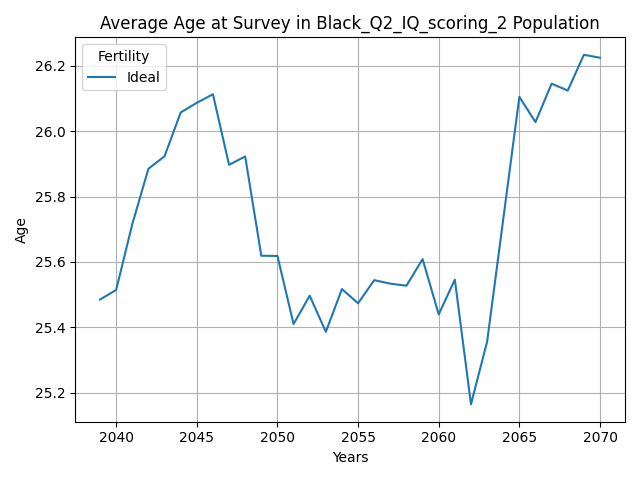 Average Age at Survey in Black_Q2_IQ_scoring_2 Population
Fertility
Ideal
26.2
26.0
25.8
25.6
25.4
25.2
Age
2040 2045 2050 2055 2060 2065 2070
Years